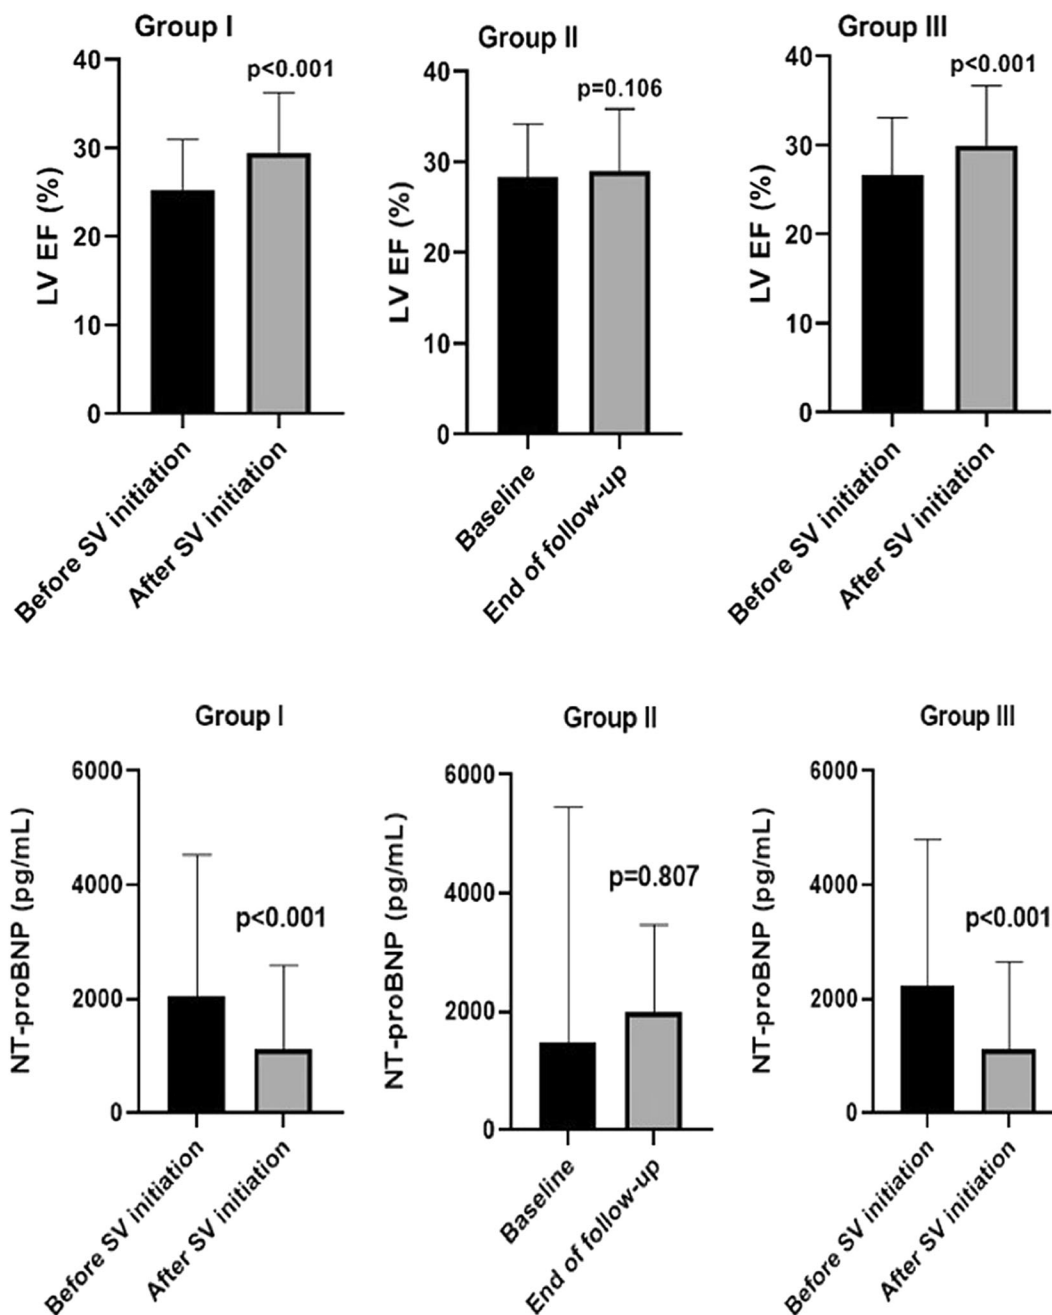 Group I
LV EF (%)
40
30
20
10
0
p<0.001
Before SV initiation
After SV initiation
Group II
LV EF (%)
40
30
20
10
0
p=0.106
Baseline
End of follow-up
Group III
LV EF (%)
40
30
20
10
0
p<0.001
Before SV initiation
After SV initiation
Group I
NT-proBNP (pg/mL)
6000
4000
2000
0
p<0.001
Before SV initiation
After SV initiation
Group II
NT-proBNP (pg/mL)
6000
4000
2000
0
p=0.807
Baseline
End of follow-up
Group III
NT-proBNP (pg/mL)
6000
4000
2000
0
p<0.001
Before SV initiation
After SV initiation